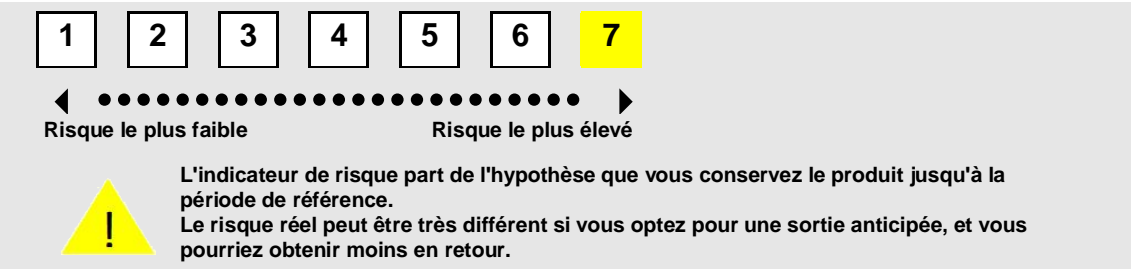 1 2 3 4 5 6 7
Risque le plus faible Risque le plus élevé
L'indicateur de risque part de l'hypothèse que vous conservez le produit jusqu'à la
période de référence.
Le risque réel peut être très différent si vous optez pour une sortie anticipée, et vous
pourriez obtenir moins en retour.
!